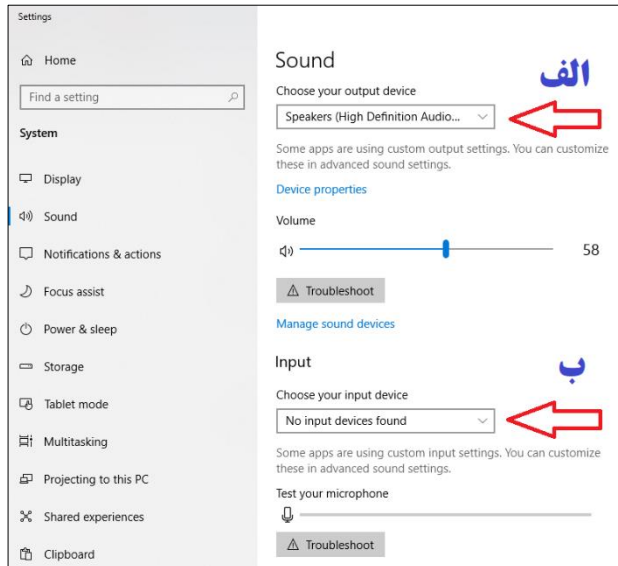 Settings
Home
Find a setting
System
Display
Sound
Notifications & actions
Focus assist
Power & sleep
Storage
Tablet mode
Multitasking
Projecting to this PC
Shared experiences
Clipboard
Sound
الف
Choose your output device
Speakers (High Definition Audio...
Some apps are using custom output settings. You can customize
these in advanced sound settings.
Device properties
Volume
58
Troubleshoot
Manage sound devices
Input
ب
Choose your input device
No input devices found
Some apps are using custom input settings. You can customize
these in advanced sound settings.
Test your microphone
Troubleshoot